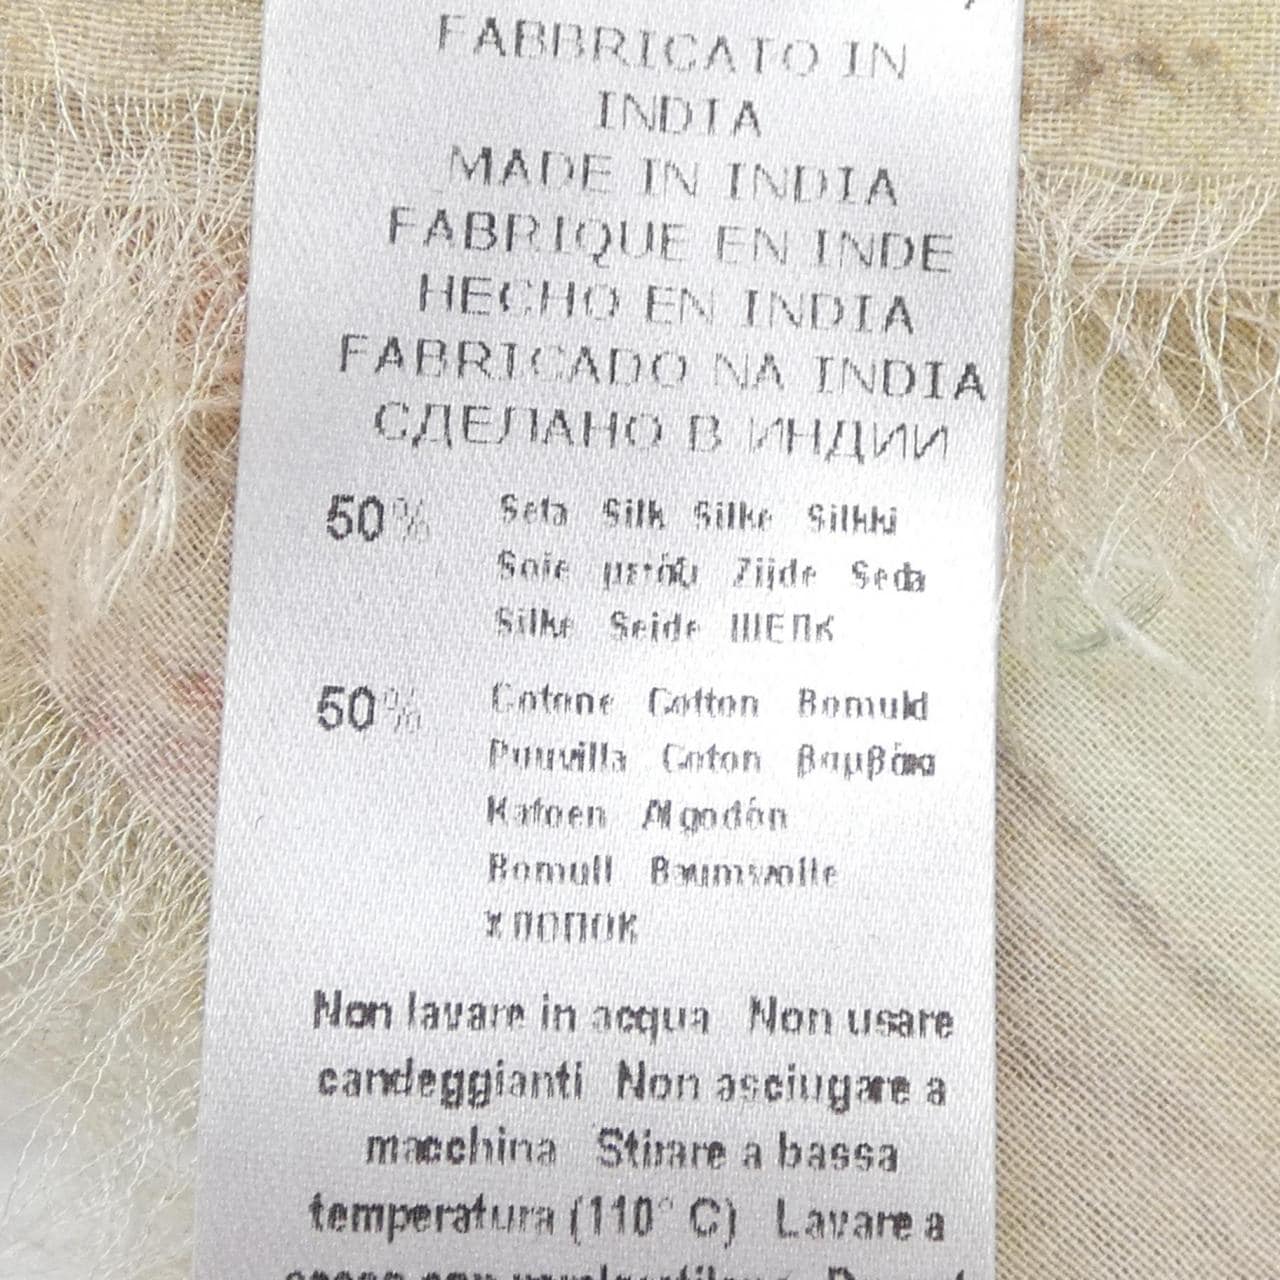 FABBRICATO IN
INDIA
MADE IN INDIA
FABRIQUE EN INDE
HECHO EN INDIA
FABRICADO NA INDIA
СДЕЛАНО В ИНДИИ
50% Seta Silk Silke Silkki
Soie μετάξι Zijde Seda
Silke Seide ШЕЛК
50% Cotone Cotton Bomuld
Puuvilla Coton Βαμβάκι
Katoen Algodón
Bomull Baumwolle
ХЛОПОК
Non lavare in acqua Non usare
candeggianti Non asciugare a
macchina Stirare a bassa
temperatura (110° C) Lavare a